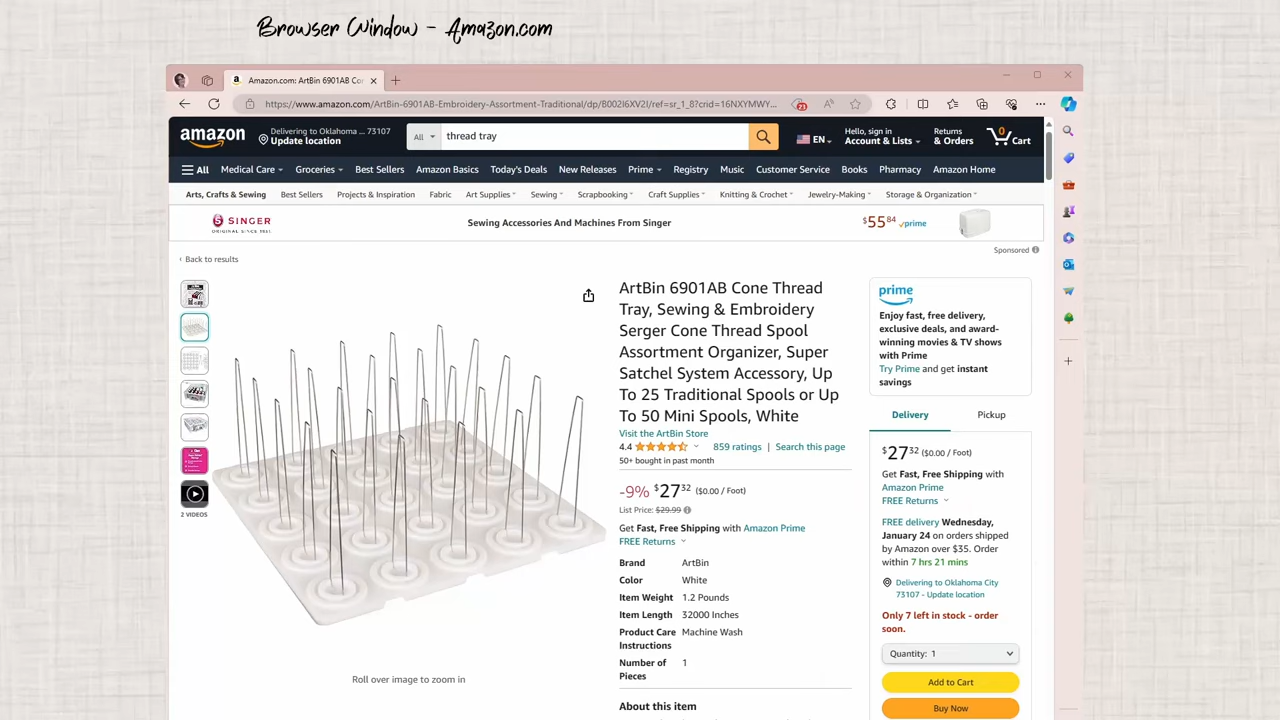 Browser Window - Amazon.com
Amazon.com: ArtBin 6901AB Co
https://www.amazon.com/ArtBin-6901AB-Embroidery-Assortment-Traditional/dp/B002I6XV2I/ref=sr_1_8?crid=16NXYMWY...
23
amazon
Delivering to Oklahoma ... 73107
Update location
All
thread tray
EN
Hello, sign in
Account & Lists
Returns
& Orders
0
Cart
All
Medical Care
Groceries
Best Sellers
Amazon Basics
Today's Deals
New Releases
Prime
Registry
Music
Customer Service
Books
Pharmacy
Amazon Home
Arts, Crafts & Sewing
Best Sellers
Projects & Inspiration
Fabric
Art Supplies
Sewing
Scrapbooking
Craft Supplies
Knitting & Crochet
Jewelry-Making
Storage & Organization
SINGER
Sewing Accessories And Machines From Singer
$55 84 prime
Sponsored
‹ Back to results
2 VIDEOS
Roll over image to zoom in
ArtBin 6901AB Cone Thread
Tray, Sewing & Embroidery
Serger Cone Thread Spool
Assortment Organizer, Super
Satchel System Accessory, Up
To 25 Traditional Spools or Up
To 50 Mini Spools, White
Visit the ArtBin Store
4.4 859 ratings | Search this page
50+ bought in past month
-9% $27 32 ($0.00 / Foot)
List Price: $29.99
Get Fast, Free Shipping with Amazon Prime
FREE Returns
Brand ArtBin
Color White
Item Weight 1.2 Pounds
Item Length 32000 Inches
Product Care Machine Wash
Instructions
Number of 1
Pieces
About this item
prime
Enjoy fast, free delivery,
exclusive deals, and award-
winning movies & TV shows
with Prime
Try Prime and get instant
savings
Delivery
Pickup
$27 32 ($0.00 / Foot)
Get Fast, Free Shipping with
Amazon Prime
FREE Returns
FREE delivery Wednesday,
January 24 on orders shipped
by Amazon over $35. Order
within 7 hrs 21 mins
Delivering to Oklahoma City
73107 - Update location
Only 7 left in stock - order
soon.
Quantity: 1
Add to Cart
Buy Now